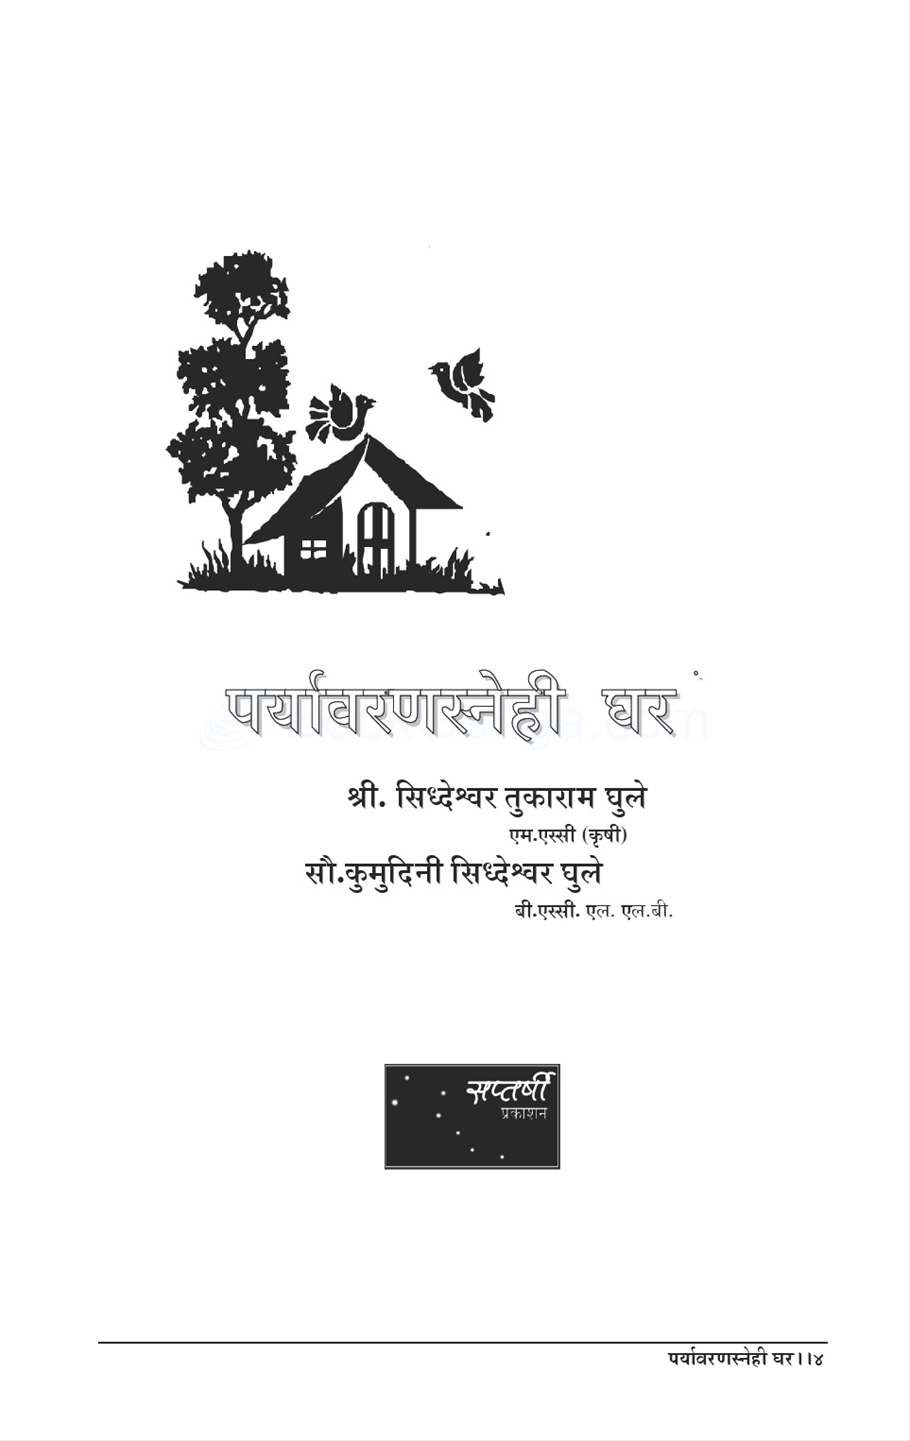 पर्यावरणस्नेही घर
श्री. सिध्देश्वर तुकाराम घुले
एम.एस्सी (कृषी)
सौ.कुमुदिनी सिध्देश्वर घुले
बी.एस्सी. एल. एल.बी.
सप्तर्षी
प्रकाशन
पर्यावरणस्नेही घर।।४